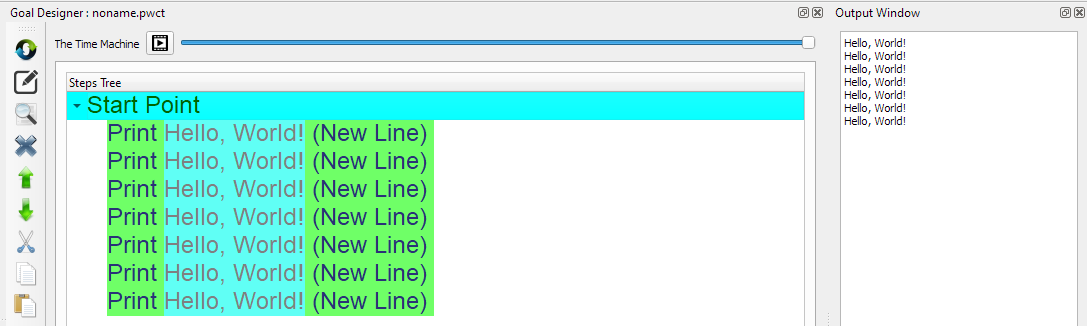 Goal Designer : noname.pwct
The Time Machine
Steps Tree
Start Point
Print Hello, World! (New Line)
Print Hello, World! (New Line)
Print Hello, World! (New Line)
Print Hello, World! (New Line)
Print Hello, World! (New Line)
Print Hello, World! (New Line)
Print Hello, World! (New Line)
Output Window
Hello, World!
Hello, World!
Hello, World!
Hello, World!
Hello, World!
Hello, World!
Hello, World!